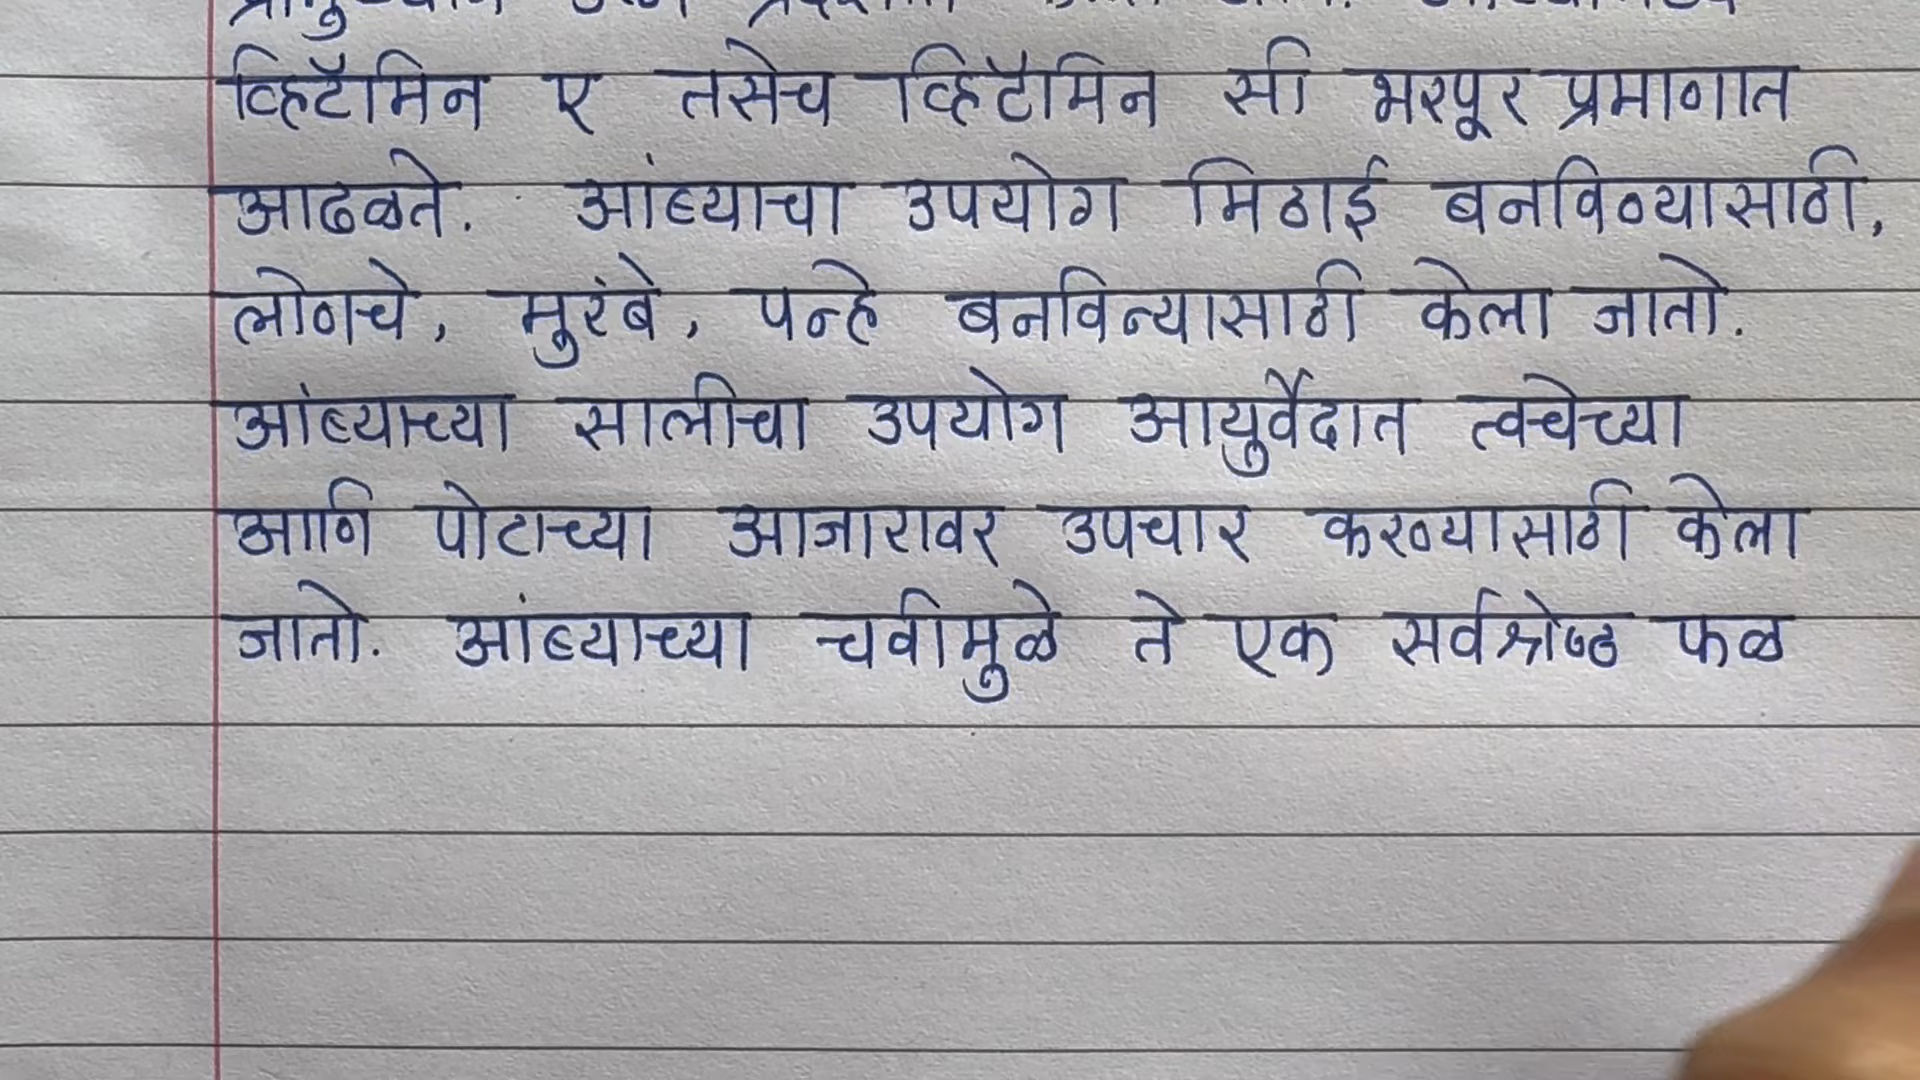 व्हिटॅमिन ए तसेच व्हिटॅमिन सी भरपूर प्रमाणात
आढळते. आंब्याचा उपयोग मिठाई बनविण्यासाठी,
लोणचे, मुरंबे, पन्हे बनविन्यासाठी केला जातो.
आंब्याच्या सालीचा उपयोग आयुर्वेदात त्वचेच्या
आणि पोटाच्या आजारावर उपचार करण्यासाठी केला
जातो. आंब्याच्या चवीमुळे ते एक सर्वश्रेष्ठ फळ